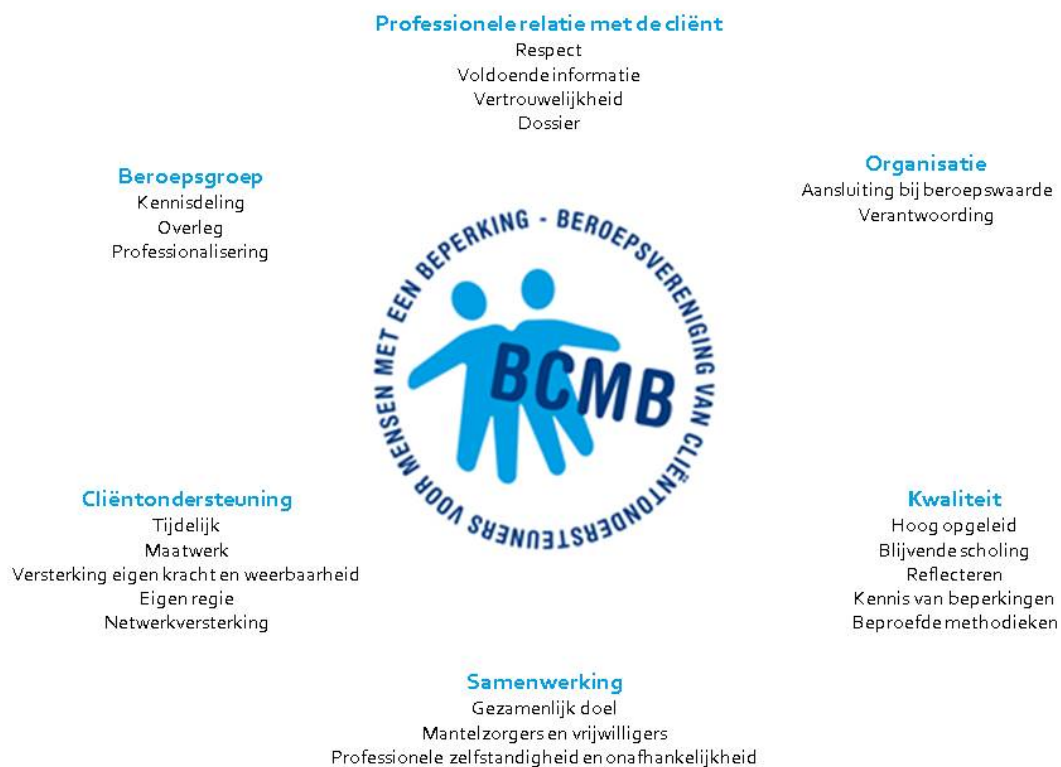 Professionele relatie met de cliënt
Respect
Voldoende informatie
Vertrouwelijkheid
Dossier
Beroepsgroep
Kennisdeling
Overleg
Professionalisering
Organisatie
Aansluiting bij beroepswaarde
Verantwoording
BEROEPSVERENIGING VAN CLIËNTONDERSTEUNERS VOOR MENSEN MET EEN BEPERKING -
BCMB
Cliëntondersteuning
Tijdelijk
Maatwerk
Versterking eigen kracht en weerbaarheid
Eigen regie
Netwerkversterking
Kwaliteit
Hoog opgeleid
Blijvende scholing
Reflecteren
Kennis van beperkingen
Beproefde methodieken
Samenwerking
Gezamenlijk doel
Mantelzorgers en vrijwilligers
Professionele zelfstandigheid en onafhankelijkheid